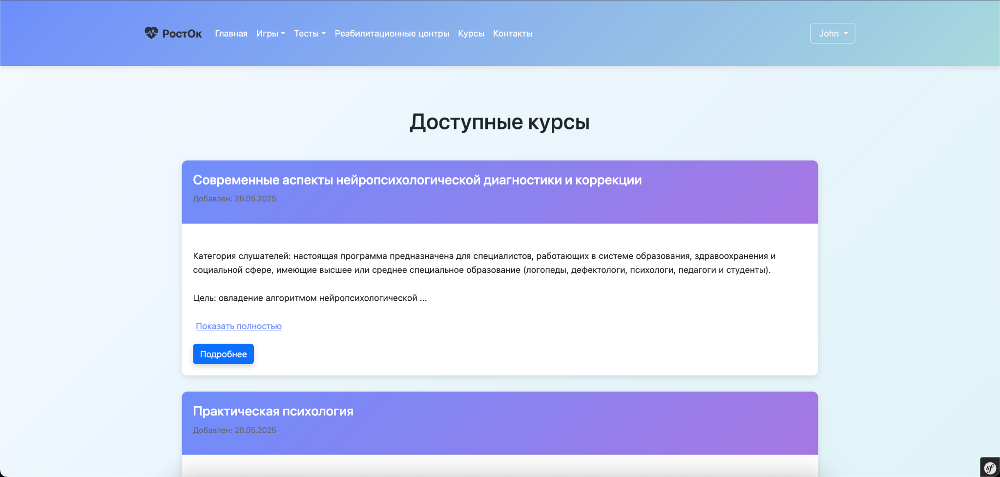 РостОк Главная Игры Тесты Реабилитационные центры Курсы Контакты John
Доступные курсы
Современные аспекты нейропсихологической диагностики и коррекции
Добавлен: 26.05.2025
Категория слушателей: настоящая программа предназначена для специалистов, работающих в системе образования, здравоохранения и
социальной сфере, имеющие высшее или среднее специальное образование (логопеды, дефектологи, психологи, педагоги и студенты).
Цель: овладение алгоритмом нейропсихологической ...
Показать полностью
Подробнее
Практическая психология
Добавлен: 26.05.2025
sf